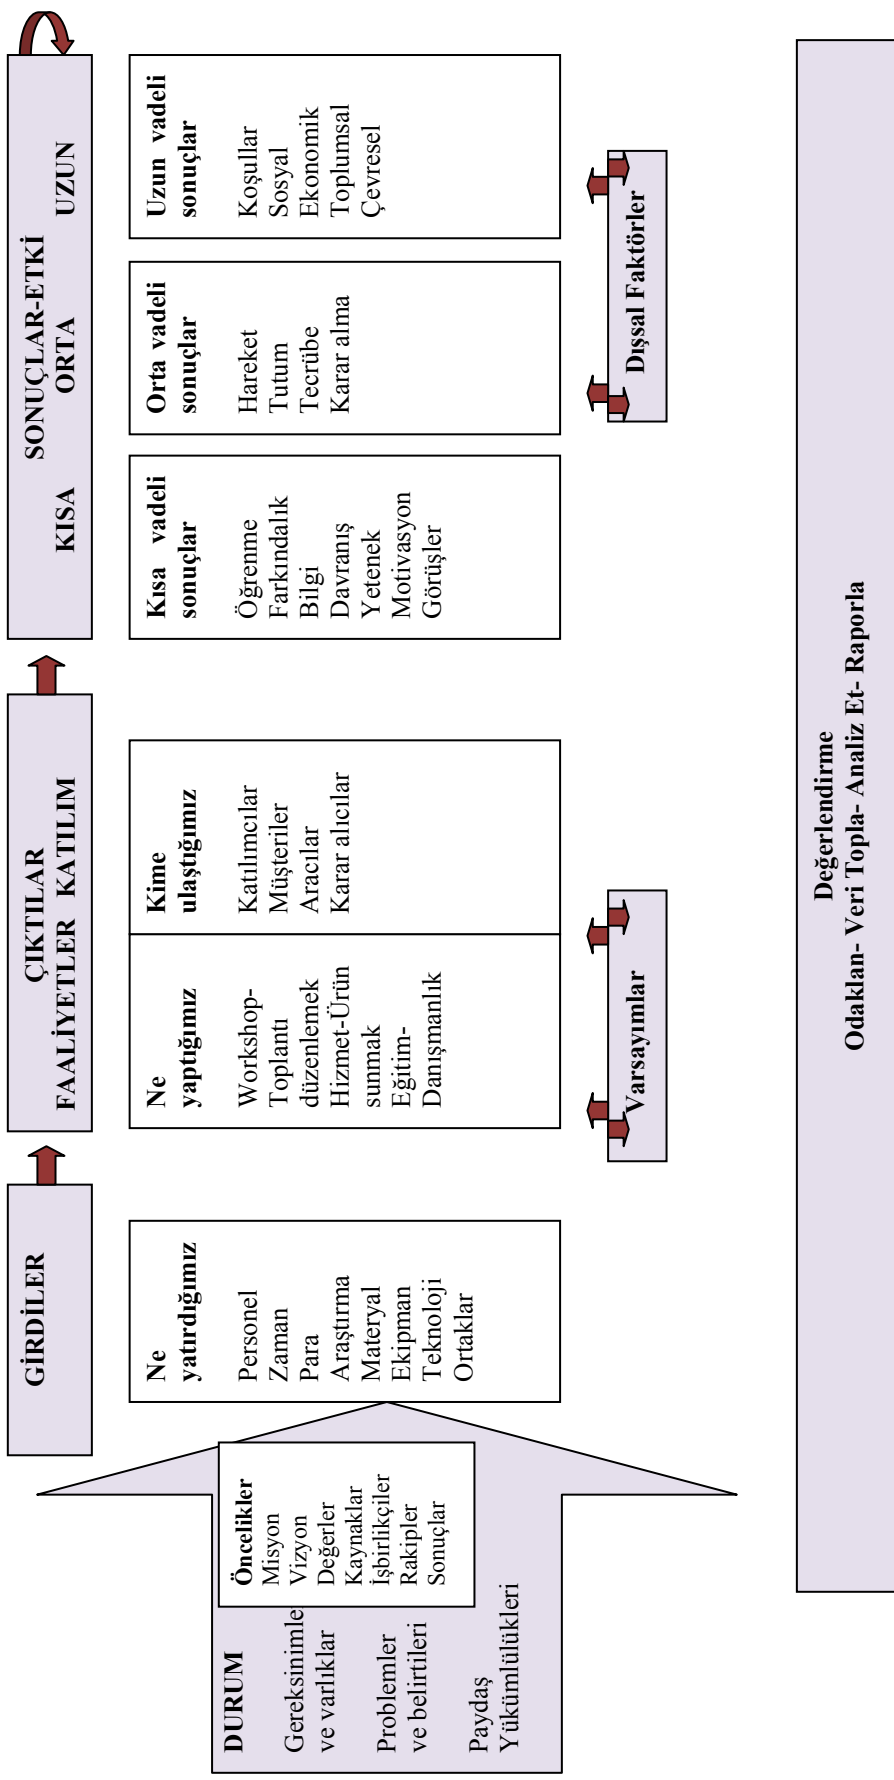 GİRDİLER
ÇIKTILAR
FAALİYETLER KATILIM
SONUÇLAR-ETKİ
KISA ORTA UZUN
DURUM
Gereksinimle
ve varlıklar
Problemler
ve belirtileri
Paydaş
Yükümlülükleri
Öncelikler
Misyon
Vizyon
Değerler
Kaynaklar
İşbirlikçiler
Rakipler
Sonuçlar
Ne
yatırdığımız
Personel
Zaman
Para
Araştırma
Materyal
Ekipman
Teknoloji
Ortaklar
Ne
yaptığımız
Workshop-
Toplantı
düzenlemek
Hizmet-Ürün
sunmak
Eğitim-
Danışmanlık
Kime
ulaştığımız
Katılımcılar
Müşteriler
Aracılar
Karar alıcılar
Kısa vadeli
sonuçlar
Öğrenme
Farkındalık
Bilgi
Davranış
Yetenek
Motivasyon
Görüşler
Orta vadeli
sonuçlar
Hareket
Tutum
Tecrübe
Karar alma
Uzun vadeli
sonuçlar
Koşullar
Sosyal
Ekonomik
Toplumsal
Çevresel
Varsayımlar
Dışsal Faktörler
Değerlendirme
Odaklan- Veri Topla- Analiz Et- Raporla